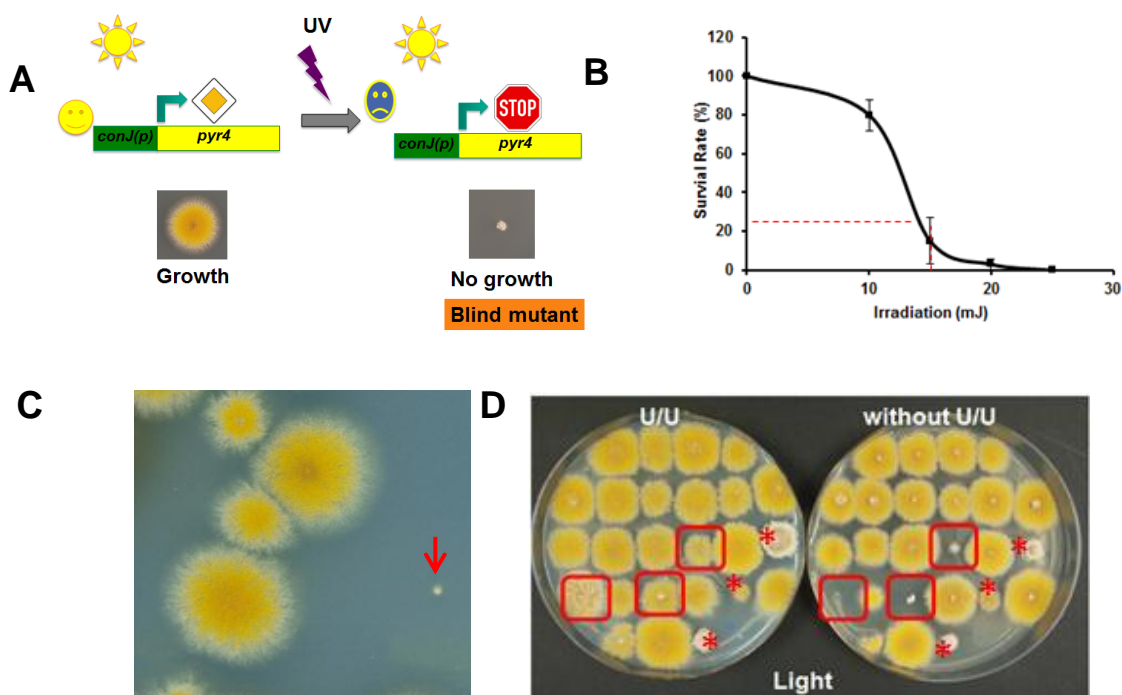 A
UV
STOP
conJ(p) pyr4
conJ(p) pyr4
Growth
No growth
Blind mutant
B
120
100
80
60
40
20
0
Survial Rate (%)
0 10 20 30
Irradiation (mJ)
C
D
U/U
without U/U
*
*
*
*
*
*
Light